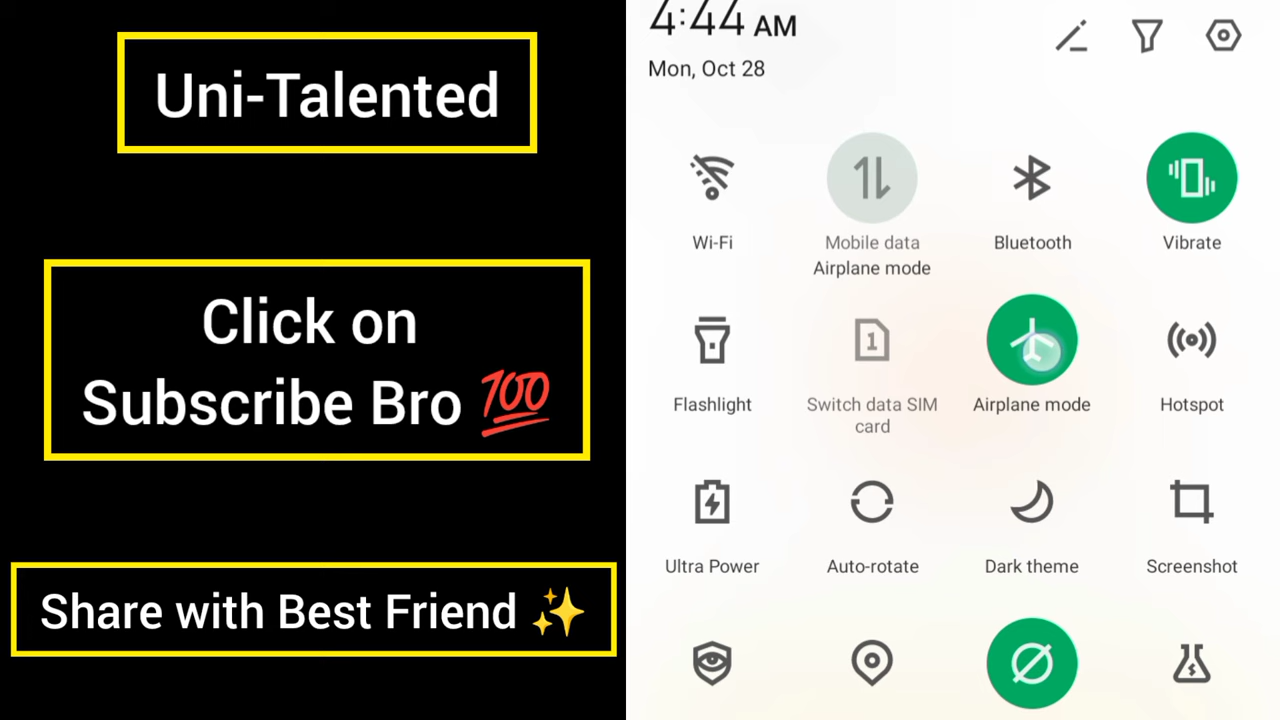 Uni-Talented
Click on
Subscribe Bro 💯
Share with Best Friend ✨
4:44 AM
Mon, Oct 28
Wi-Fi
Mobile data
Airplane mode
Bluetooth
Vibrate
Flashlight
1
Switch data SIM
card
Airplane mode
Hotspot
Ultra Power
Auto-rotate
Dark theme
Screenshot